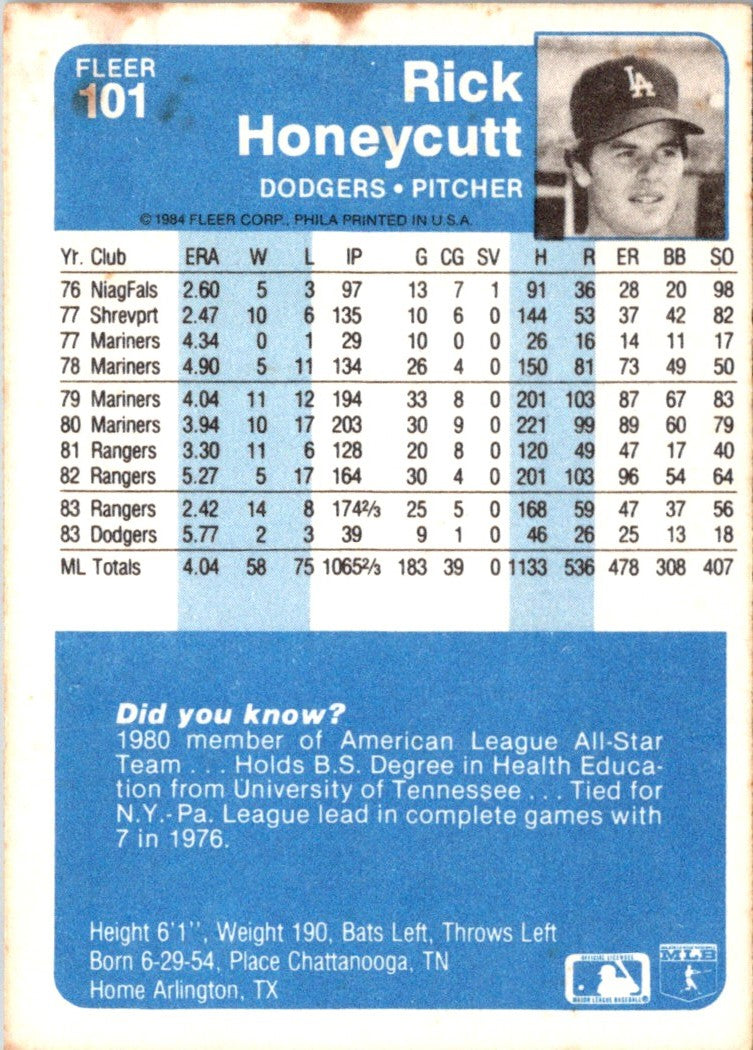 FLEER
101
Rick
Honeycutt
DODGERS • PITCHER
LA
© 1984 FLEER CORP., PHILA PRINTED IN U.S.A.
Yr. Club ERA W L IP G CG SV H R ER BB SO
76 NiagFals 2.60 5 3 97 13 7 1 91 36 28 20 98
77 Shrevprt 2.47 10 6 135 10 6 0 144 53 37 42 82
77 Mariners 4.34 0 1 29 10 0 0 26 16 14 11 17
78 Mariners 4.90 5 11 134 26 4 0 150 81 73 49 50
79 Mariners 4.04 11 12 194 33 8 0 201 103 87 67 83
80 Mariners 3.94 10 17 203 30 9 0 221 99 89 60 79
81 Rangers 3.30 11 6 128 20 8 0 120 49 47 17 40
82 Rangers 5.27 5 17 164 30 4 0 201 103 96 54 64
83 Rangers 2.42 14 8 174⅔ 25 5 0 168 59 47 37 56
83 Dodgers 5.77 2 3 39 9 1 0 46 26 25 13 18
ML Totals 4.04 58 75 1065⅔ 183 39 0 1133 536 478 308 407
Did you know?
1980 member of American League All-Star
Team . . . Holds B.S. Degree in Health Educa-
tion from University of Tennessee . . . Tied for
N.Y.-Pa. League lead in complete games with
7 in 1976.
Height 6'1'', Weight 190, Bats Left, Throws Left
Born 6-29-54, Place Chattanooga, TN
Home Arlington, TX
OFFICIAL LICENSEE
MAJOR LEAGUE BASEBALL
MLB